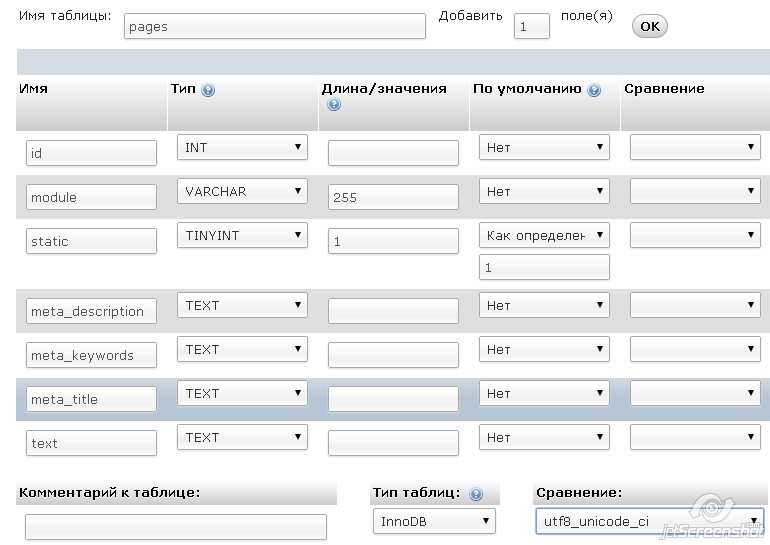 Имя таблицы: pages Добавить 1 поле(я) OK
Имя Тип Длина/значения По умолчанию Сравнение
id INT Нет
module VARCHAR 255 Нет
static TINYINT 1 Как определен
1
meta_description TEXT Нет
meta_keywords TEXT Нет
meta_title TEXT Нет
text TEXT Нет
Комментарий к таблице: Тип таблиц: Сравнение:
InnoDB utf8_unicode_ci
jetScreenshot